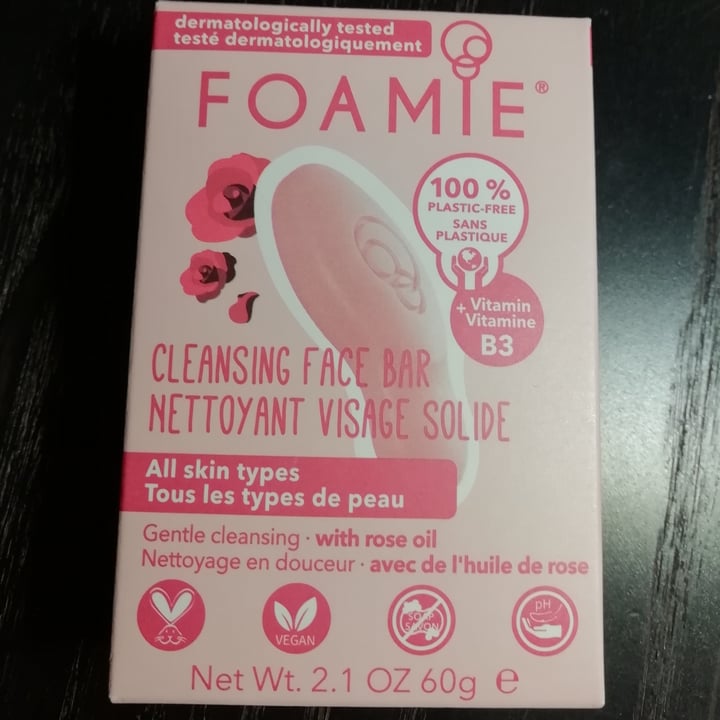 dermatologically tested
testé dermatologiquement
FOAMIE®
100 %
PLASTIC-FREE
SANS
PLASTIQUE
+ Vitamin
Vitamine
B3
CLEANSING FACE BAR
NETTOYANT VISAGE SOLIDE
All skin types
Tous les types de peau
Gentle cleansing · with rose oil
Nettoyage en douceur · avec de l'huile de rose
VEGAN
SOAP
SAVON
pH
Net Wt. 2.1 OZ 60g e